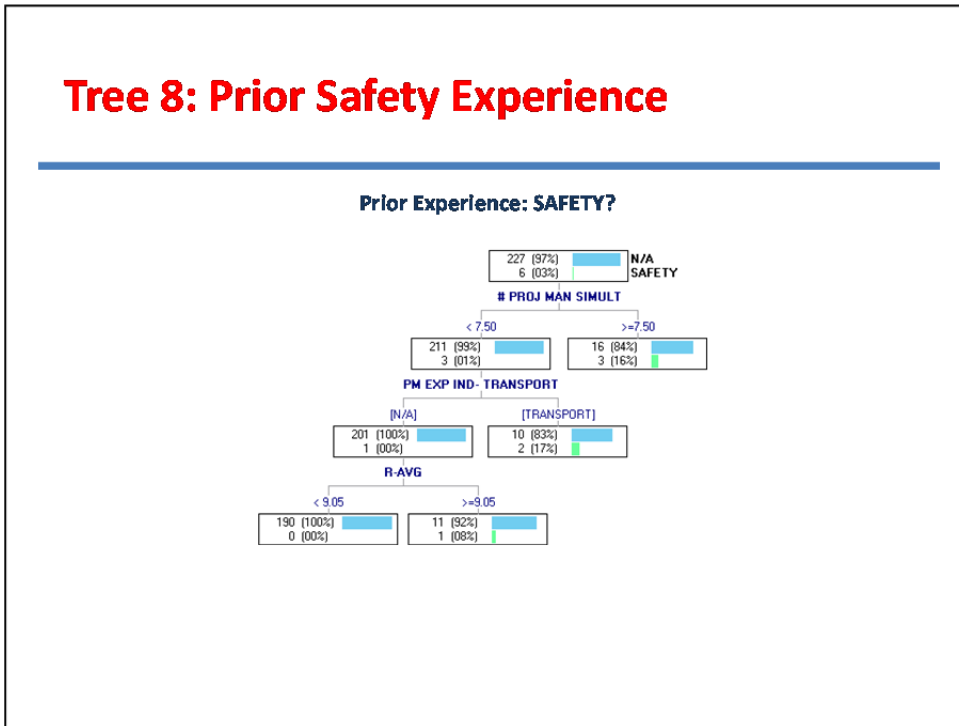 Tree 8: Prior Safety Experience
Prior Experience: SAFETY?
227 (97%) N/A
6 (03%) SAFETY
# PROJ MAN SIMULT
< 7.50 >=7.50
211 (99%) 16 (84%)
3 (01%) 3 (16%)
PM EXP IND- TRANSPORT
[N/A] [TRANSPORT]
201 (100%) 10 (83%)
1 (00%) 2 (17%)
R-AVG
< 9.05 >=9.05
190 (100%) 11 (92%)
0 (00%) 1 (08%)